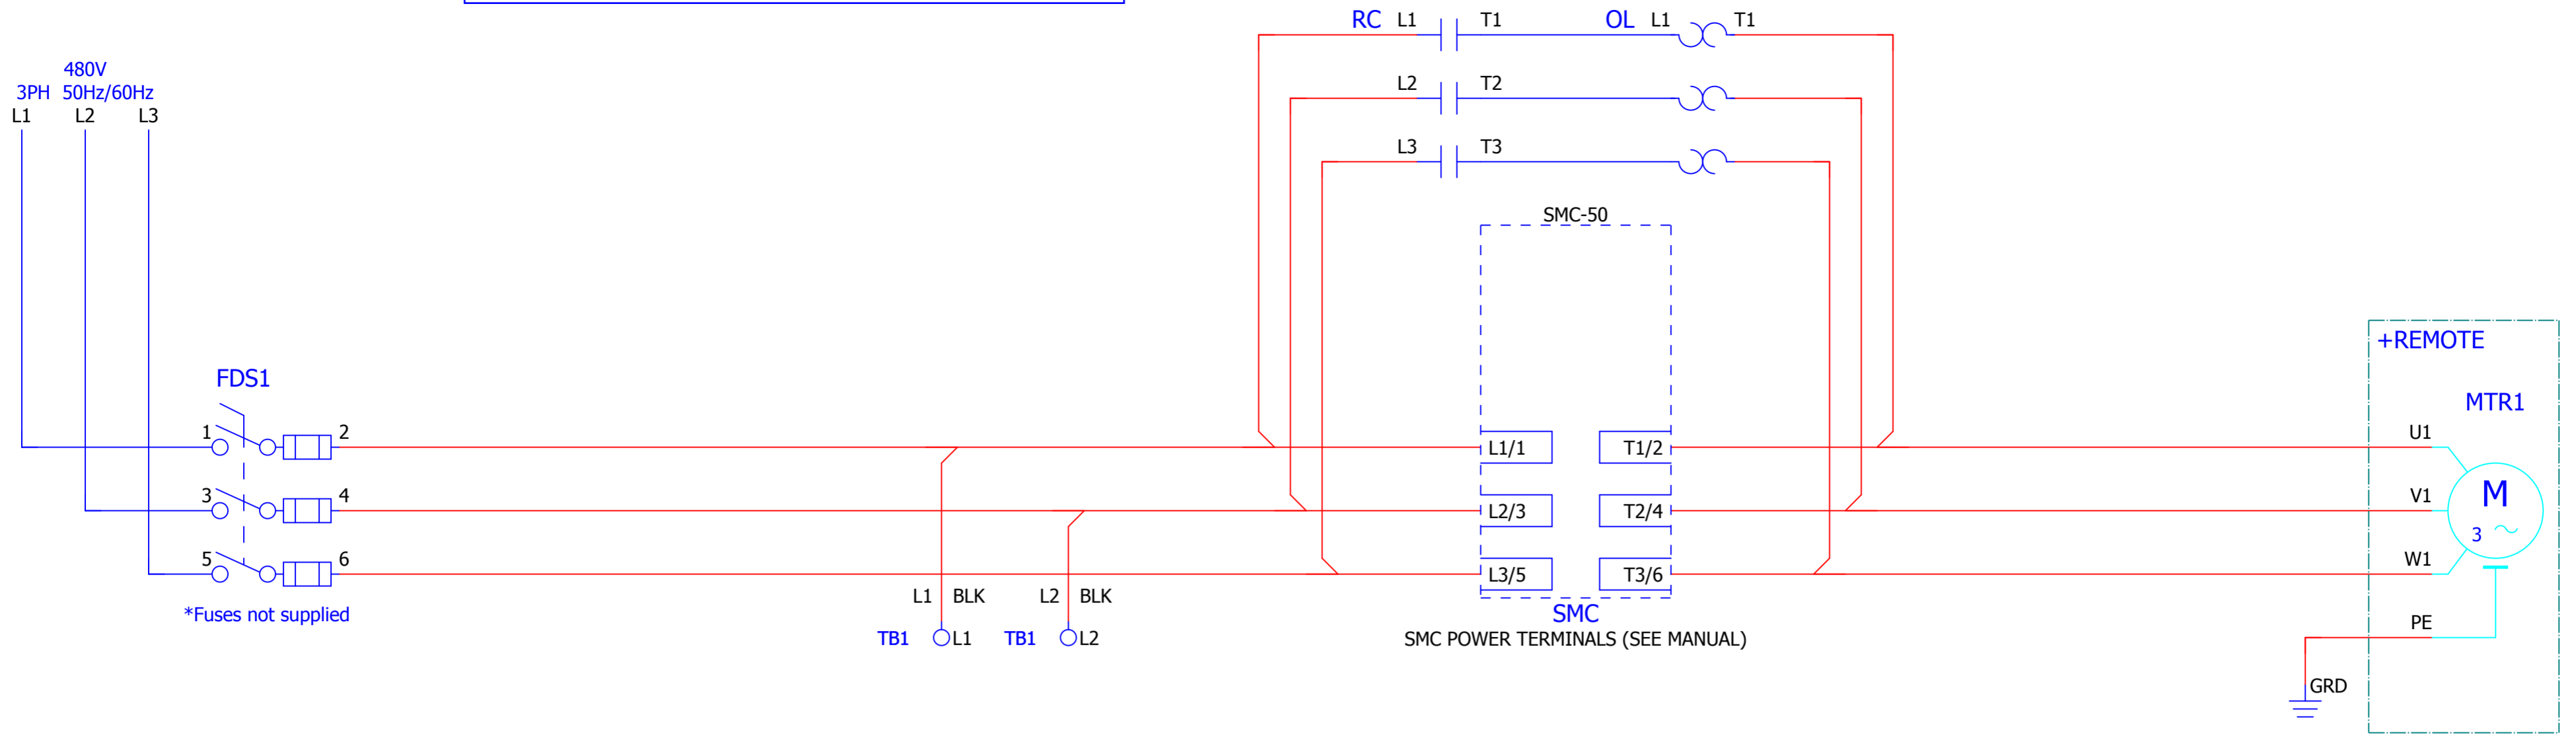 RC L1 T1 OL L1 T1
480V
3PH 50Hz/60Hz
L1 L2 L3
L2 T2
L3 T3
SMC-50
+REMOTE
FDS1
MTR1
1 2
L1/1 T1/2
U1
3 4
L2/3 T2/4
V1
M
3
5 6
L3/5 T3/6
W1
*Fuses not supplied
L1 BLK L2 BLK
SMC
TB1 L1 TB1 L2
SMC POWER TERMINALS (SEE MANUAL)
PE
GRD